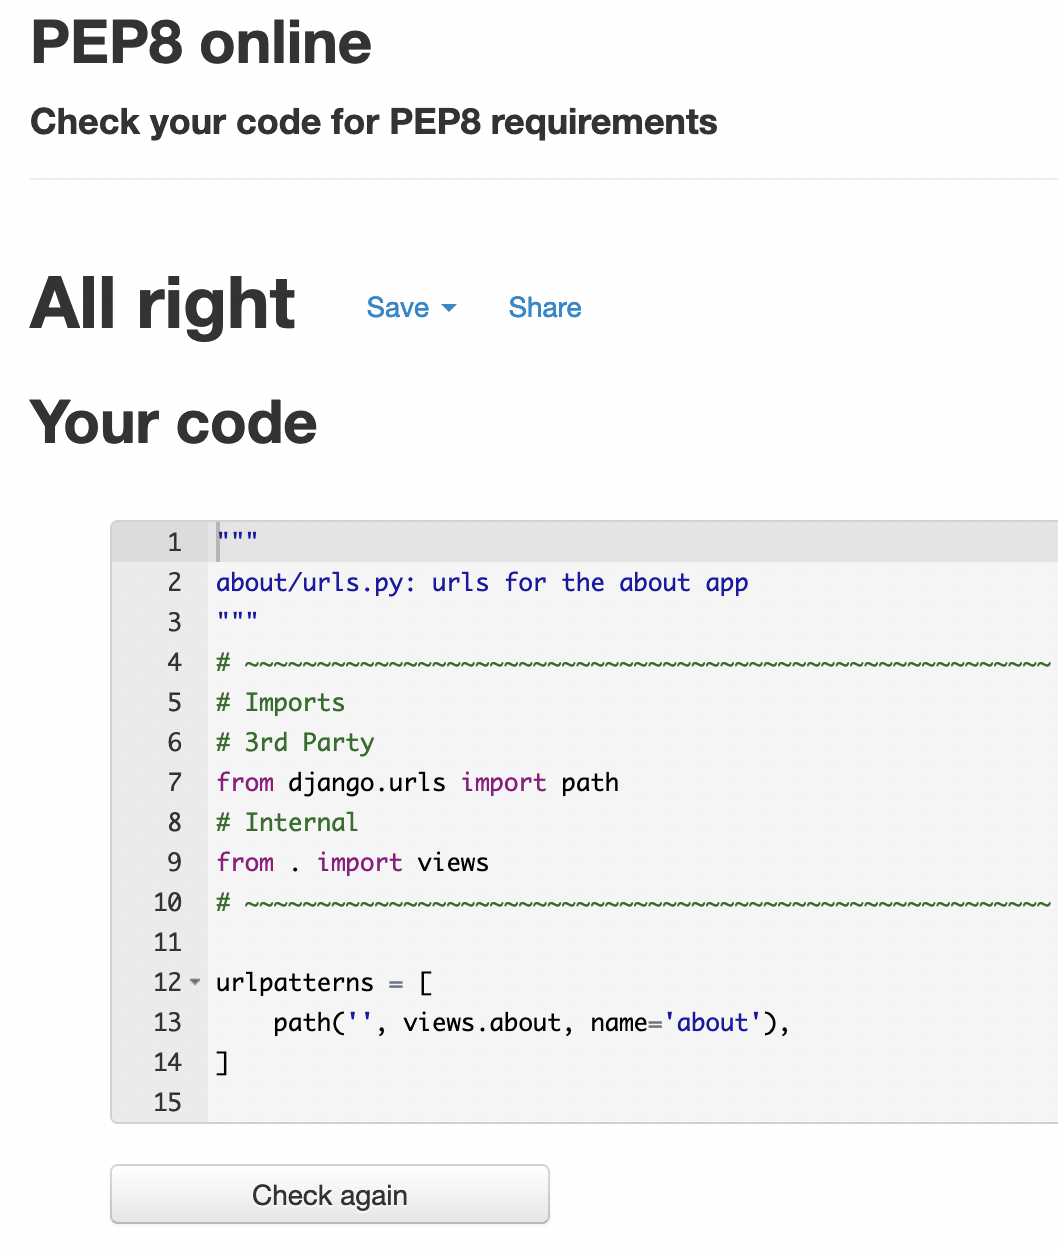 PEP8 online
Check your code for PEP8 requirements
All right Save Share
Your code
1 """
2 about/urls.py: urls for the about app
3 """
4 # ~~~~~~~~~~~~~~~~~~~~~~~~~~~~~~~~~~~~~~~~~~~~~~~~~~~~~~~~
5 # Imports
6 # 3rd Party
7 from django.urls import path
8 # Internal
9 from . import views
10 # ~~~~~~~~~~~~~~~~~~~~~~~~~~~~~~~~~~~~~~~~~~~~~~~~~~~~~~~~
11
12 urlpatterns = [
13     path('', views.about, name='about'),
14 ]
15
Check again